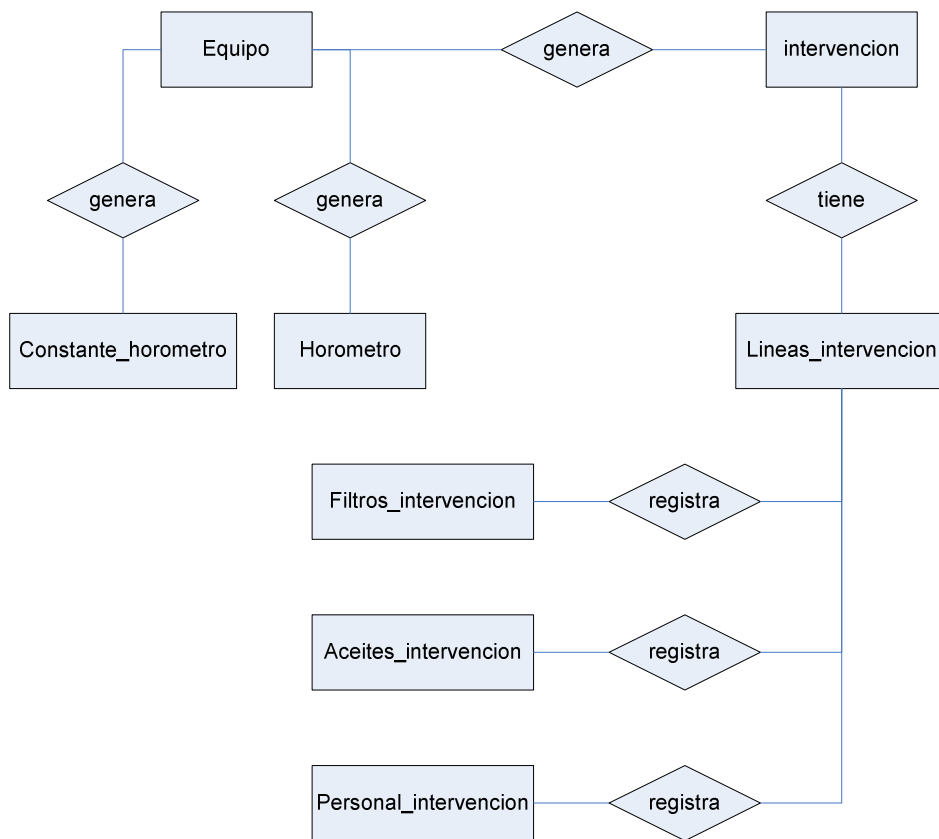 Equipo
genera
intervencion
genera
genera
tiene
Constante_horometro
Horometro
Lineas_intervencion
Filtros_intervencion
registra
Aceites_intervencion
registra
Personal_intervencion
registra